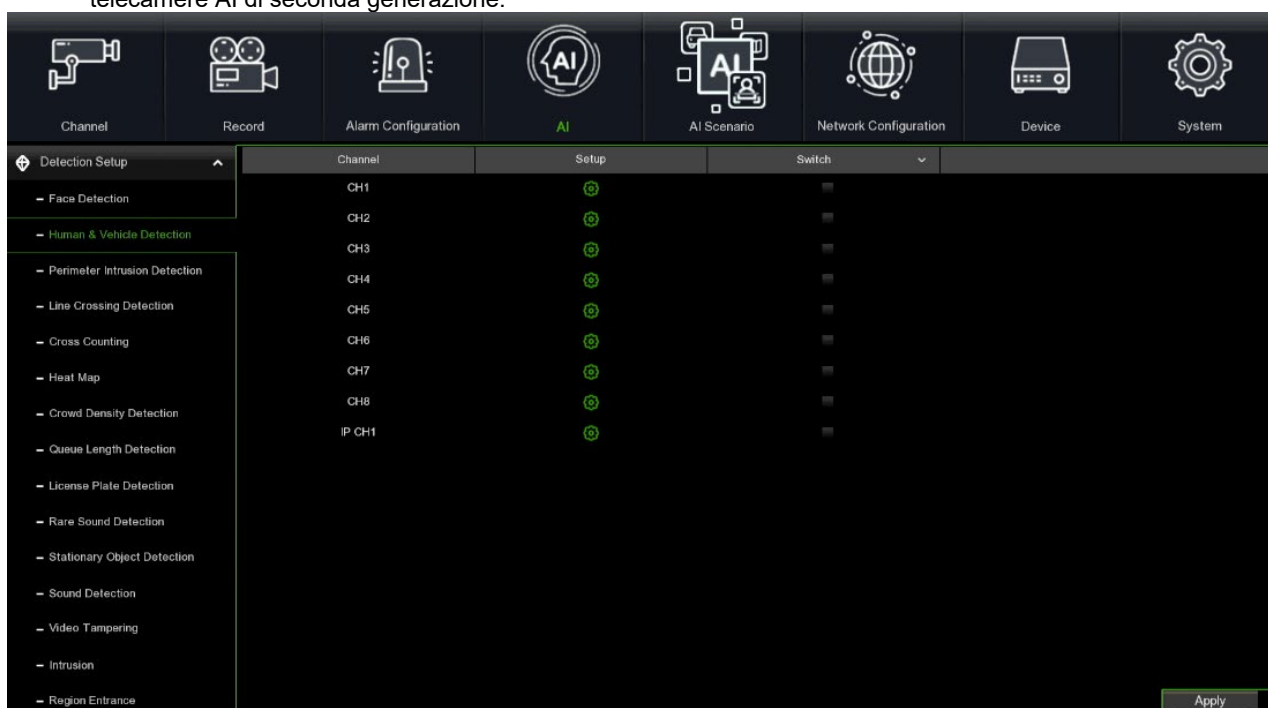 telecamere AI di seconda generazione.
Channel Record Alarm Configuration AI AI Scenario Network Configuration Device System
Detection Setup Channel Setup Switch
Face Detection
Human & Vehicle Detection
Perimeter Intrusion Detection
Line Crossing Detection
Cross Counting
Heat Map
Crowd Density Detection
Queue Length Detection
License Plate Detection
Rare Sound Detection
Stationary Object Detection
Sound Detection
Video Tampering
Intrusion
Region Entrance
CH1
CH2
CH3
CH4
CH5
CH6
CH7
CH8
IP CH1
Apply